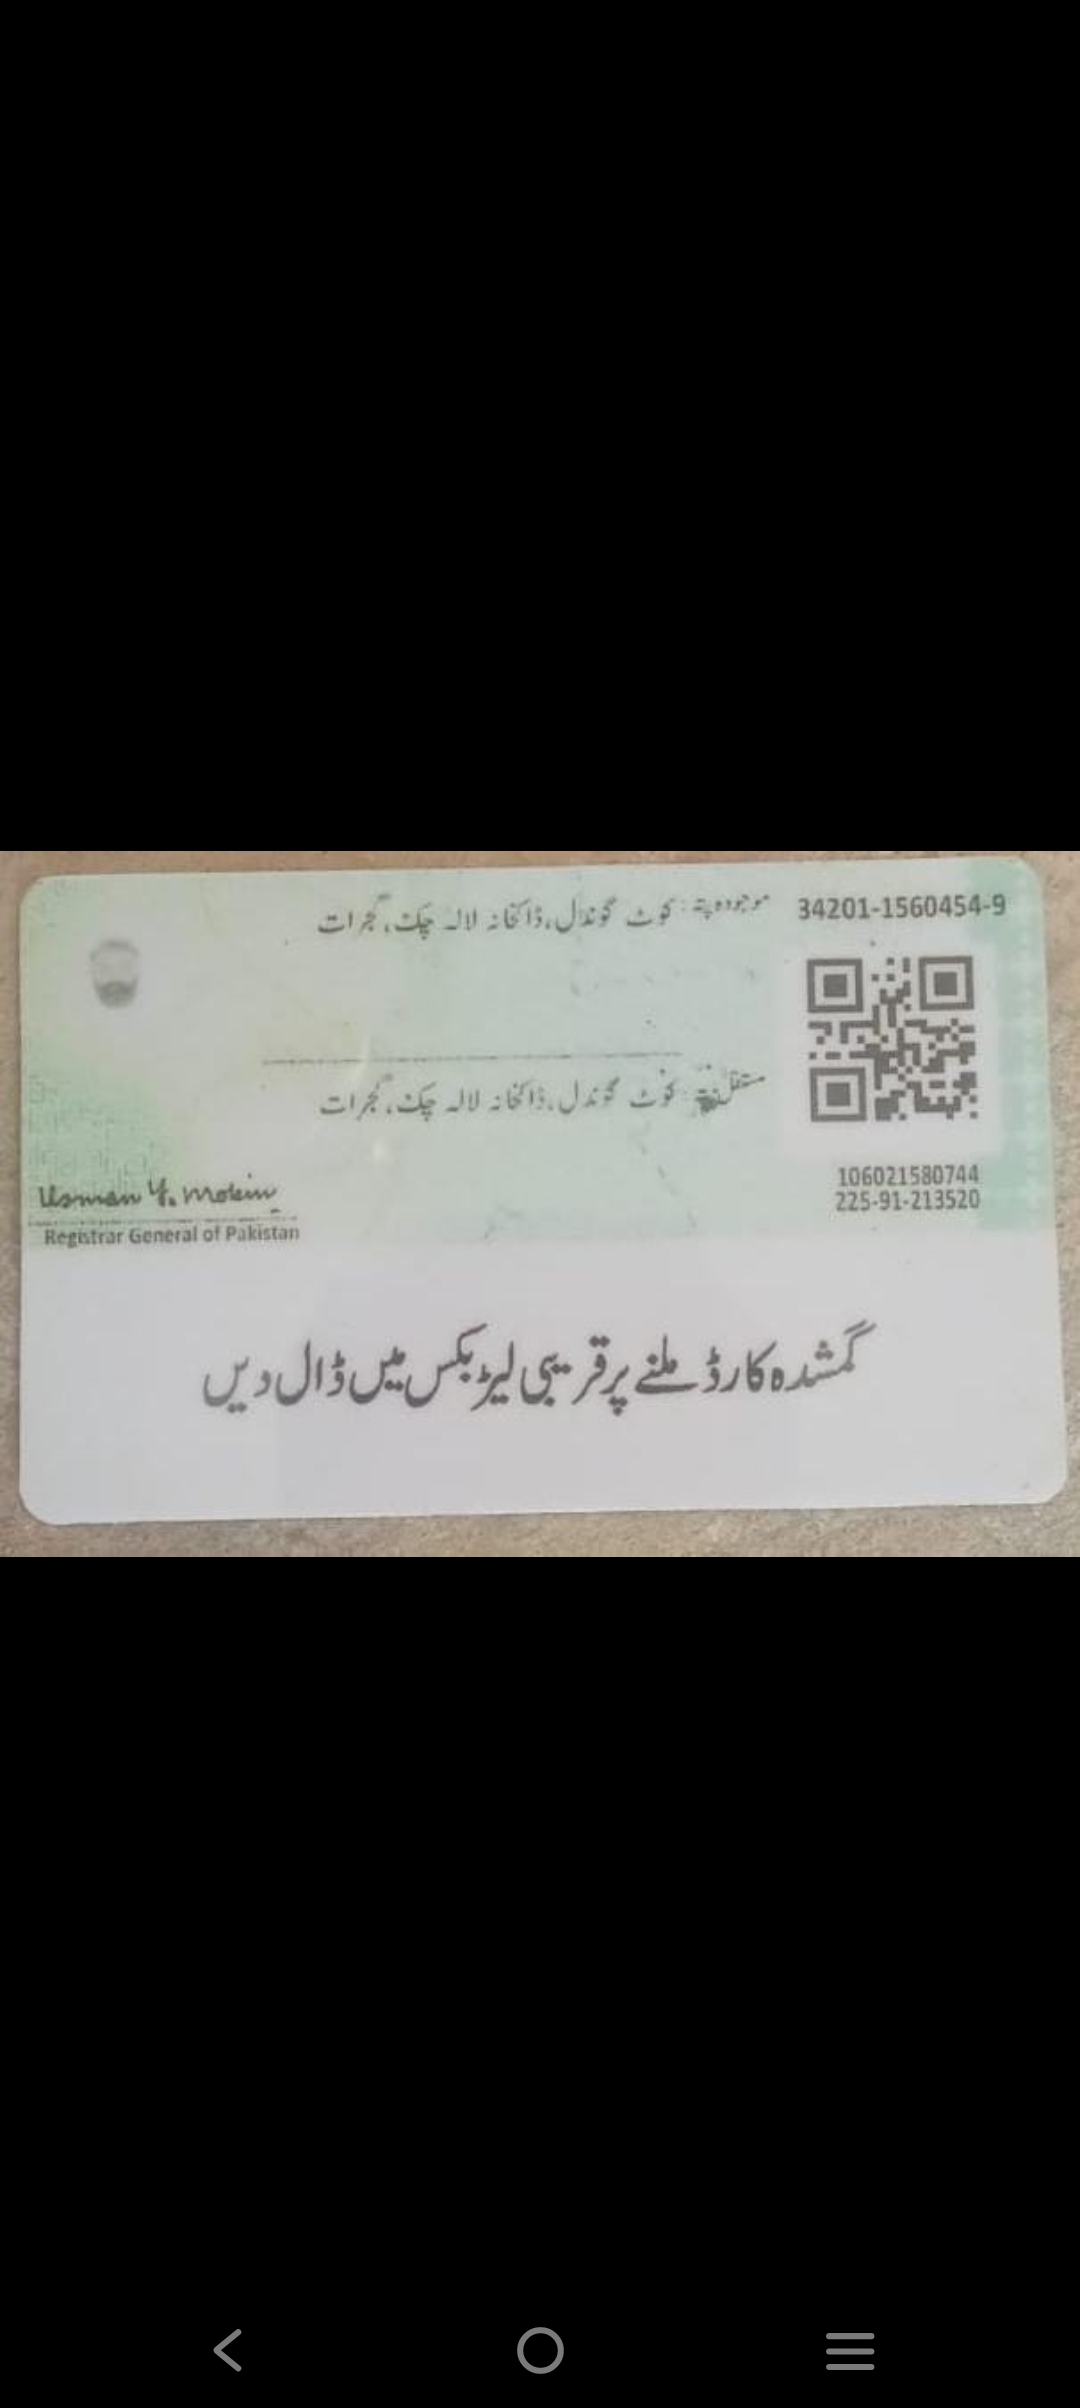 34201-1560454-9
موجودہ پتہ: کوٹ گوندل، ڈاکخانہ لالہ چک، گجرات
مستقل پتہ: کوٹ گوندل، ڈاکخانہ لالہ چک، گجرات
106021580744
225-91-213520
Usman Y. Mobin
Registrar General of Pakistan
گمشدہ کارڈ ملنے پر قریبی لیٹر بکس میں ڈال دیں